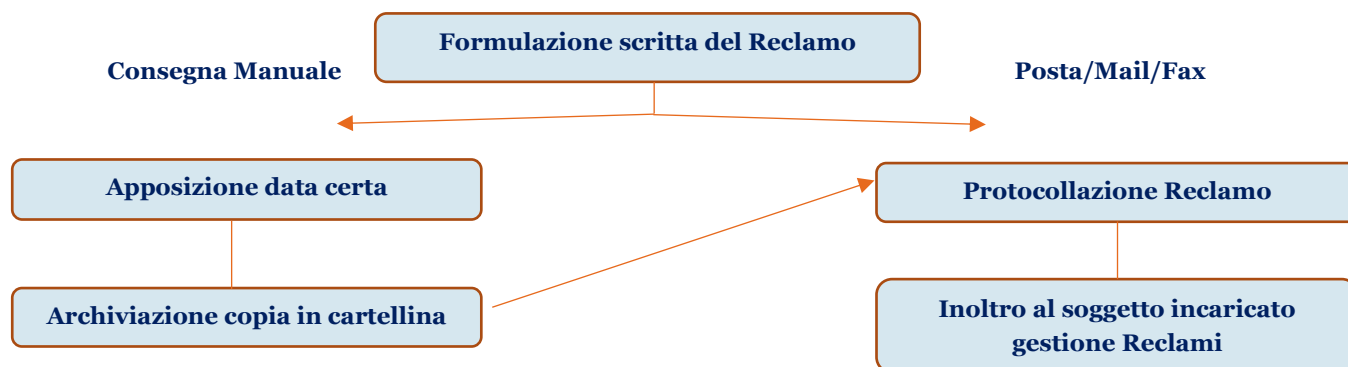 Formulazione scritta del Reclamo
Consegna Manuale
Posta/Mail/Fax
Apposizione data certa
Protocollazione Reclamo
Archiviazione copia in cartellina
Inoltro al soggetto incaricato
gestione Reclami